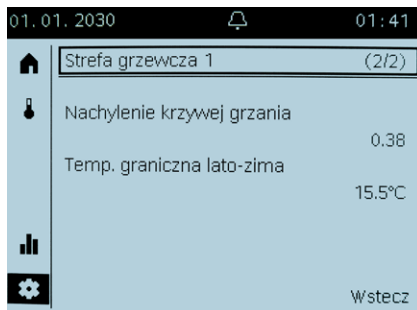 01.01.2030 01:41
Strefa grzewcza 1 (2/2)
Nachylenie krzywej grzania
0.38
Temp. graniczna lato-zima
15.5°C
Wstecz